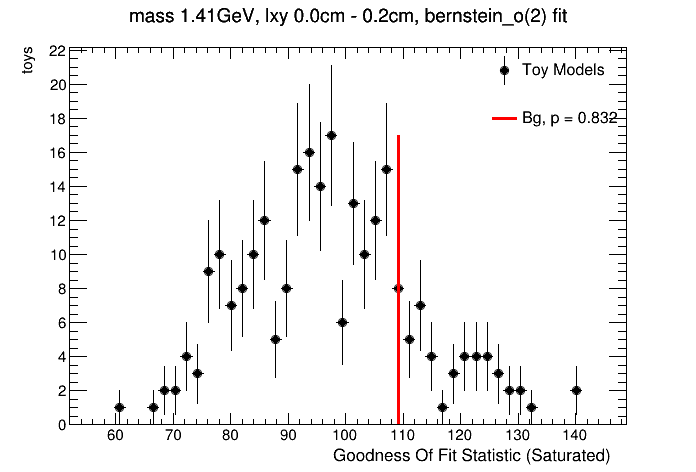 mass 1.41GeV, lxy 0.0cm - 0.2cm, bernstein_o(2) fit
toys
22
20
18
16
14
12
10
8
6
4
2
0
Toy Models
Bg, p = 0.832
60 70 80 90 100 110 120 130 140
Goodness Of Fit Statistic (Saturated)